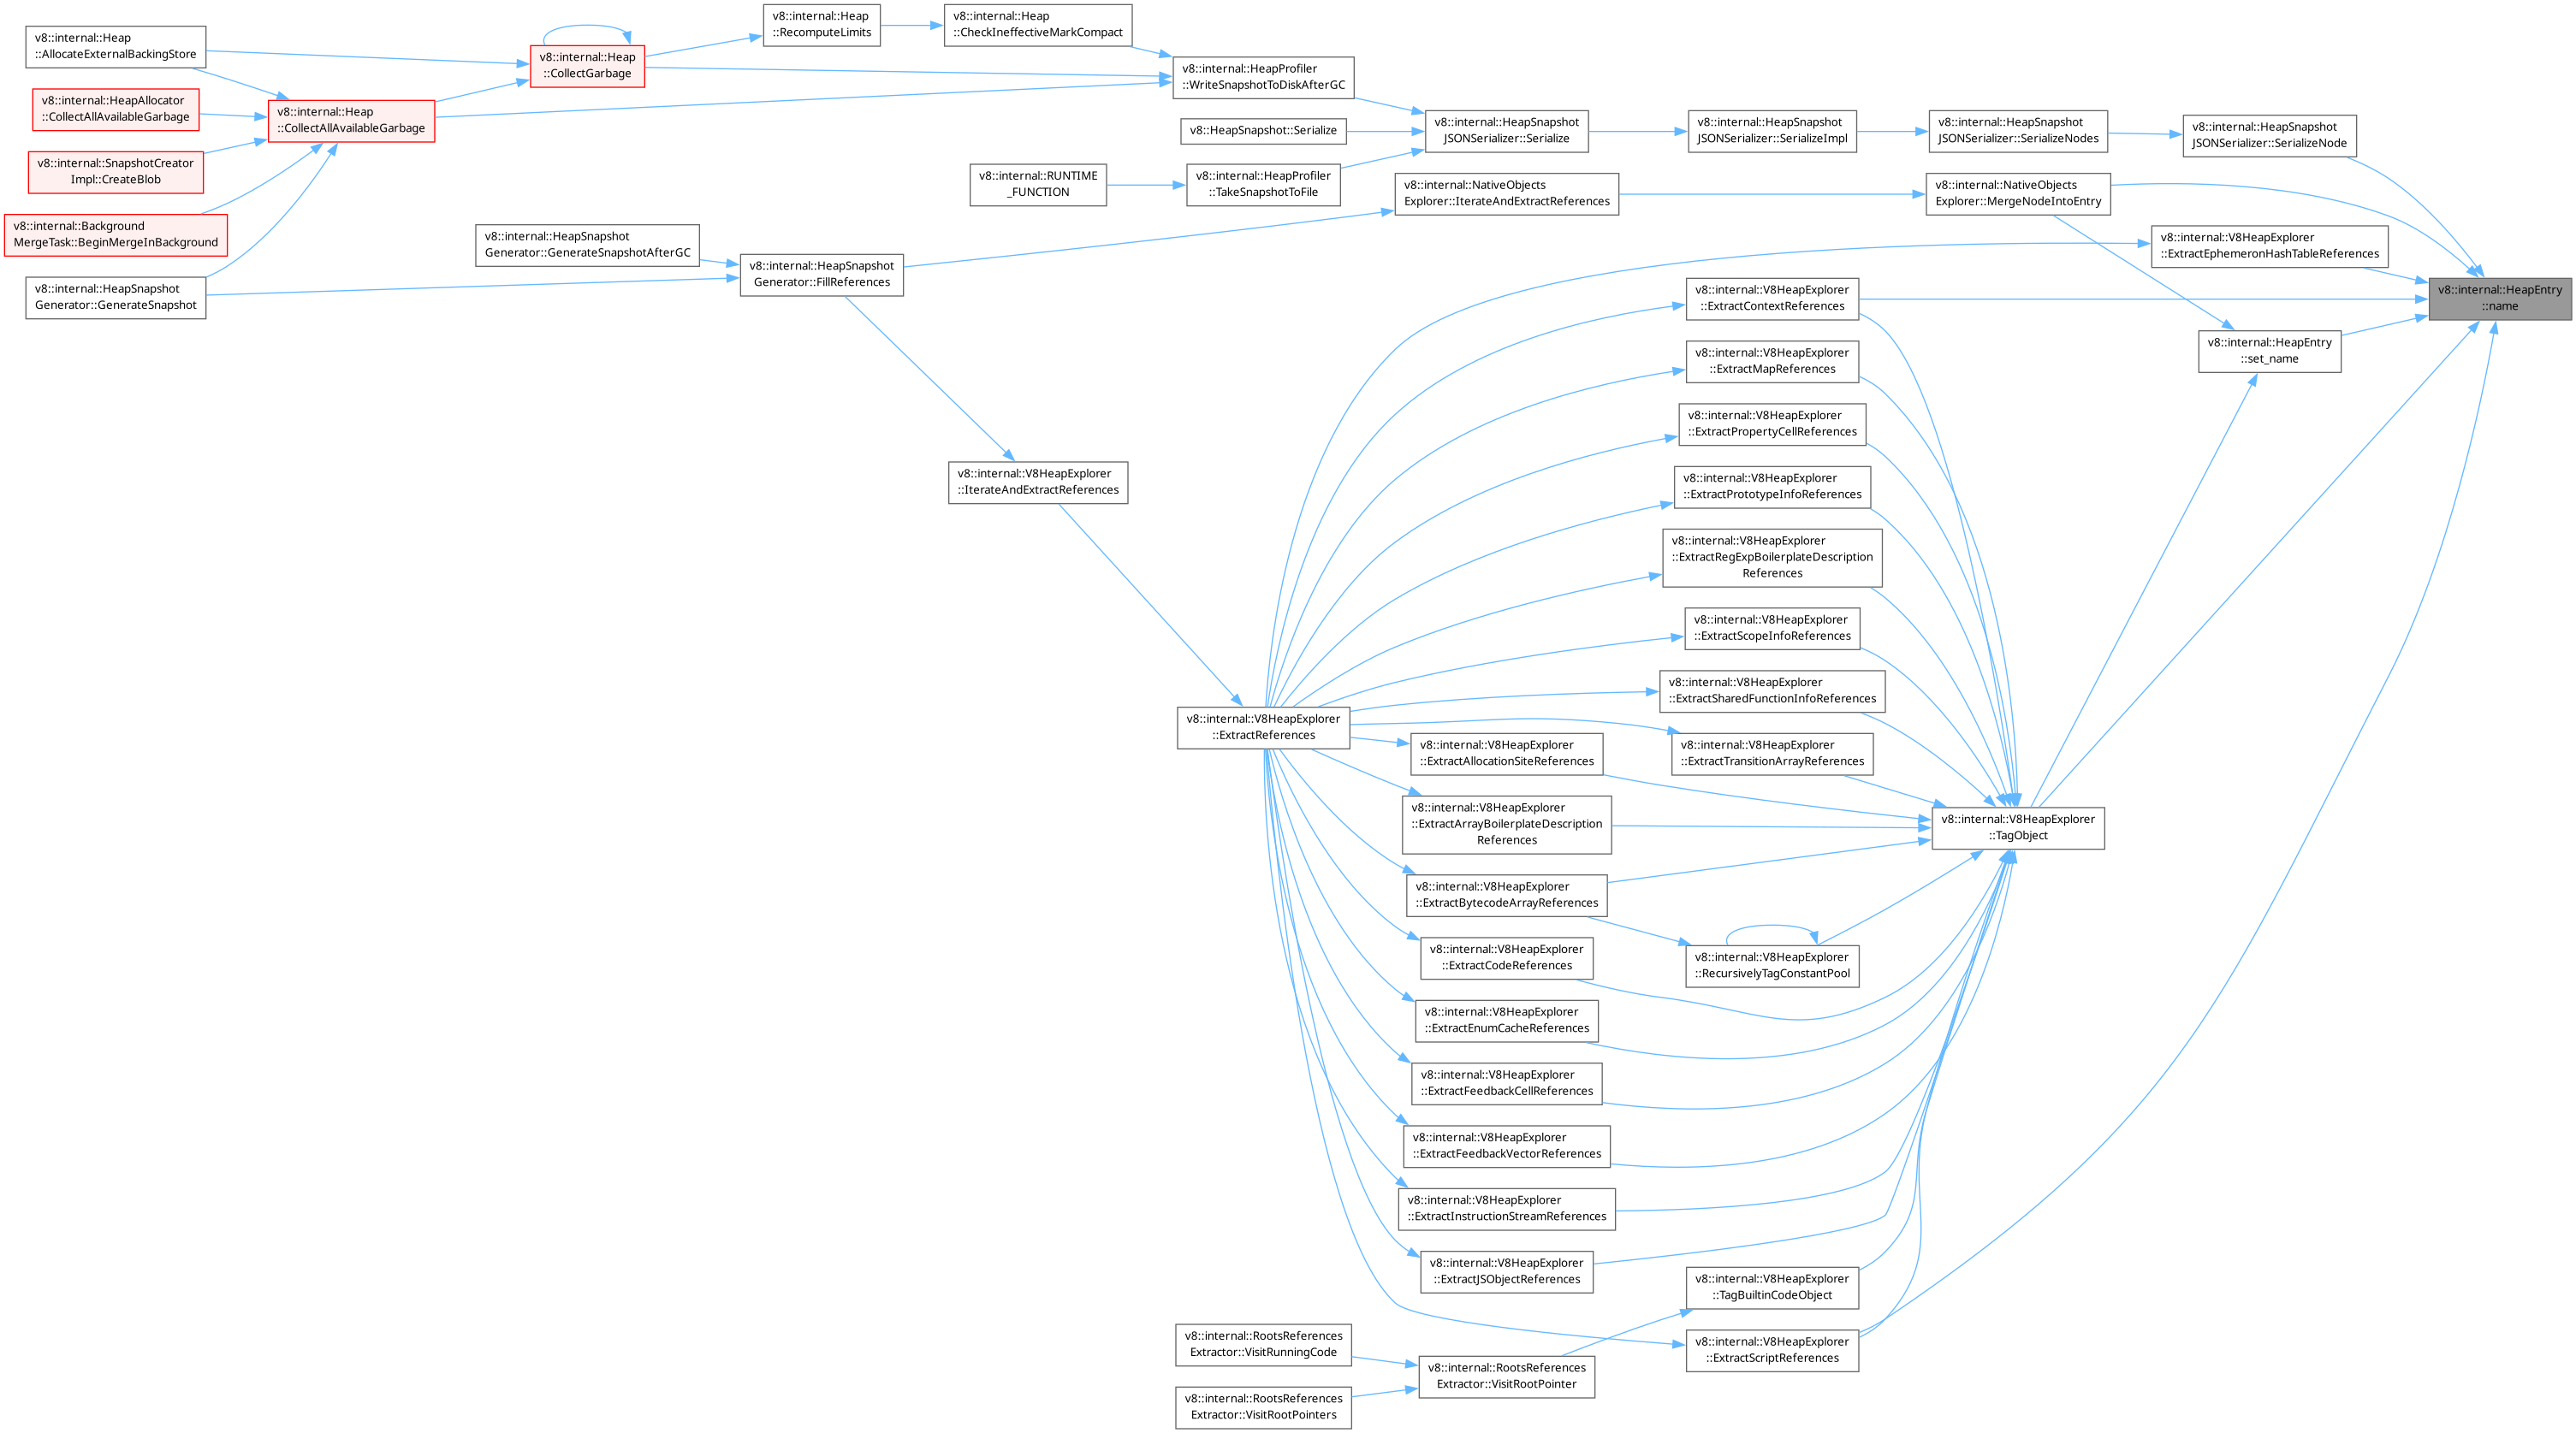 v8::internal::Heap
::AllocateExternalBackingStore
v8::internal::HeapAllocator
::CollectAllAvailableGarbage
v8::internal::SnapshotCreator
Impl::CreateBlob
v8::internal::Background
MergeTask::BeginMergeInBackground
v8::internal::HeapSnapshot
Generator::GenerateSnapshot
v8::internal::Heap
::CollectAllAvailableGarbage
v8::internal::Heap
::CollectGarbage
v8::internal::HeapSnapshot
Generator::GenerateSnapshotAfterGC
v8::internal::Heap
::RecomputeLimits
v8::internal::HeapSnapshot
Generator::FillReferences
v8::internal::Heap
::CheckIneffectiveMarkCompact
v8::internal::RUNTIME
_FUNCTION
v8::internal::V8HeapExplorer
::IterateAndExtractReferences
v8::internal::HeapProfiler
::WriteSnapshotToDiskAfterGC
v8::HeapSnapshot::Serialize
v8::internal::HeapProfiler
::TakeSnapshotToFile
v8::internal::V8HeapExplorer
::ExtractReferences
v8::internal::RootsReferences
Extractor::VisitRunningCode
v8::internal::RootsReferences
Extractor::VisitRootPointers
v8::internal::HeapSnapshot
JSONSerializer::Serialize
v8::internal::NativeObjects
Explorer::IterateAndExtractReferences
v8::internal::V8HeapExplorer
::ExtractAllocationSiteReferences
v8::internal::V8HeapExplorer
::ExtractArrayBoilerplateDescription
References
v8::internal::V8HeapExplorer
::ExtractBytecodeArrayReferences
v8::internal::V8HeapExplorer
::ExtractCodeReferences
v8::internal::V8HeapExplorer
::ExtractEnumCacheReferences
v8::internal::V8HeapExplorer
::ExtractFeedbackCellReferences
v8::internal::V8HeapExplorer
::ExtractFeedbackVectorReferences
v8::internal::V8HeapExplorer
::ExtractInstructionStreamReferences
v8::internal::V8HeapExplorer
::ExtractJSObjectReferences
v8::internal::RootsReferences
Extractor::VisitRootPointer
v8::internal::HeapSnapshot
JSONSerializer::SerializeImpl
v8::internal::V8HeapExplorer
::ExtractContextReferences
v8::internal::V8HeapExplorer
::ExtractMapReferences
v8::internal::V8HeapExplorer
::ExtractPropertyCellReferences
v8::internal::V8HeapExplorer
::ExtractPrototypeInfoReferences
v8::internal::V8HeapExplorer
::ExtractRegExpBoilerplateDescription
References
v8::internal::V8HeapExplorer
::ExtractScopeInfoReferences
v8::internal::V8HeapExplorer
::ExtractSharedFunctionInfoReferences
v8::internal::V8HeapExplorer
::ExtractTransitionArrayReferences
v8::internal::V8HeapExplorer
::RecursivelyTagConstantPool
v8::internal::V8HeapExplorer
::TagBuiltinCodeObject
v8::internal::V8HeapExplorer
::ExtractScriptReferences
v8::internal::HeapSnapshot
JSONSerializer::SerializeNodes
v8::internal::NativeObjects
Explorer::MergeNodeIntoEntry
v8::internal::V8HeapExplorer
::TagObject
v8::internal::HeapSnapshot
JSONSerializer::SerializeNode
v8::internal::V8HeapExplorer
::ExtractEphemeronHashTableReferences
v8::internal::HeapEntry
::set_name
v8::internal::HeapEntry
::name